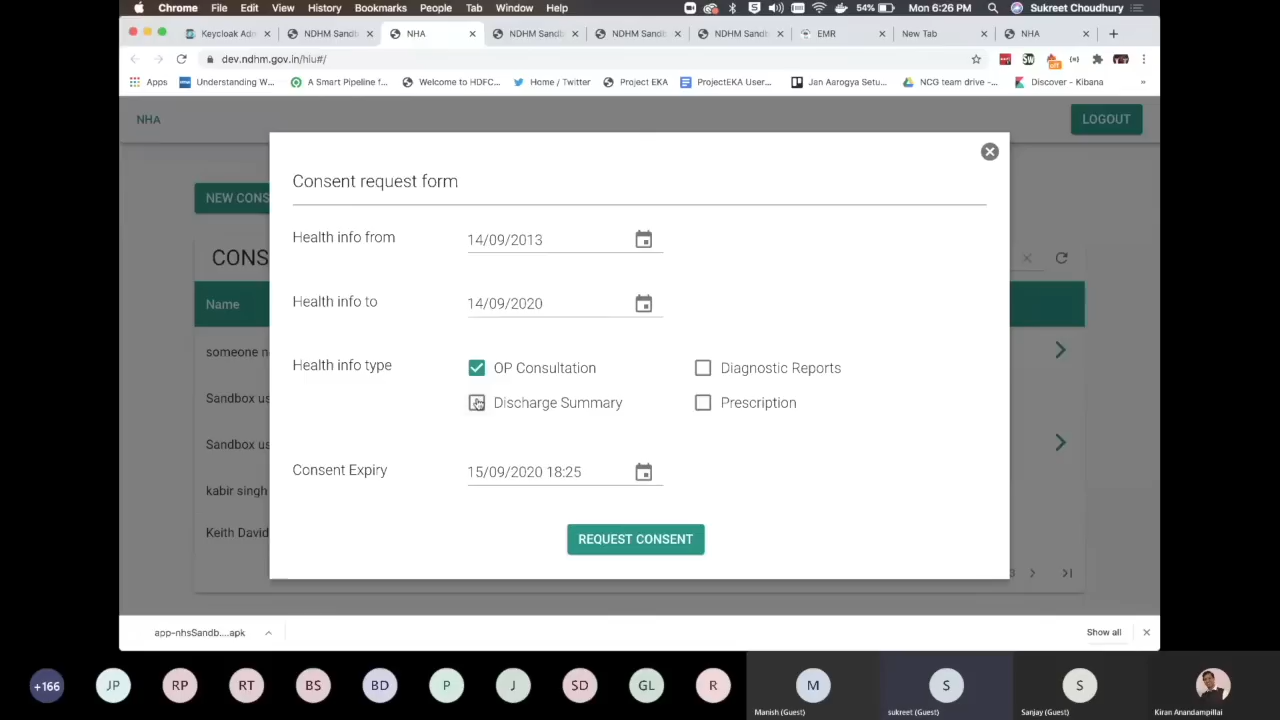 Chrome File Edit View History Bookmarks People Tab Window Help 54% Mon 6:26 PM Sukreet Choudhury
Keycloak Adm NDHM Sandb NHA NDHM Sandb NDHM Sandb NDHM Sandb EMR New Tab NHA
dev.ndhm.gov.in/hiu#/
Apps Understanding W... A Smart Pipeline f... Welcome to HDFC... Home / Twitter Project EKA ProjectEKA User... Jan Aarogya Setu... NCG team drive -... Discover - Kibana »
NHA LOGOUT
Consent request form
NEW CONS
Health info from 14/09/2013
CONS
Health info to 14/09/2020
Name
someone n
Health info type OP Consultation Diagnostic Reports
Sandbox us
Discharge Summary Prescription
Sandbox us
Consent Expiry 15/09/2020 18:25
kabir singh
Keith David
REQUEST CONSENT
3
app-nhsSandb....apk Show all
+166 JP RP RT BS BD P J SD GL R M S S
Manish (Guest) sukreet (Guest) Sanjay (Guest) Kiran Anandampillai